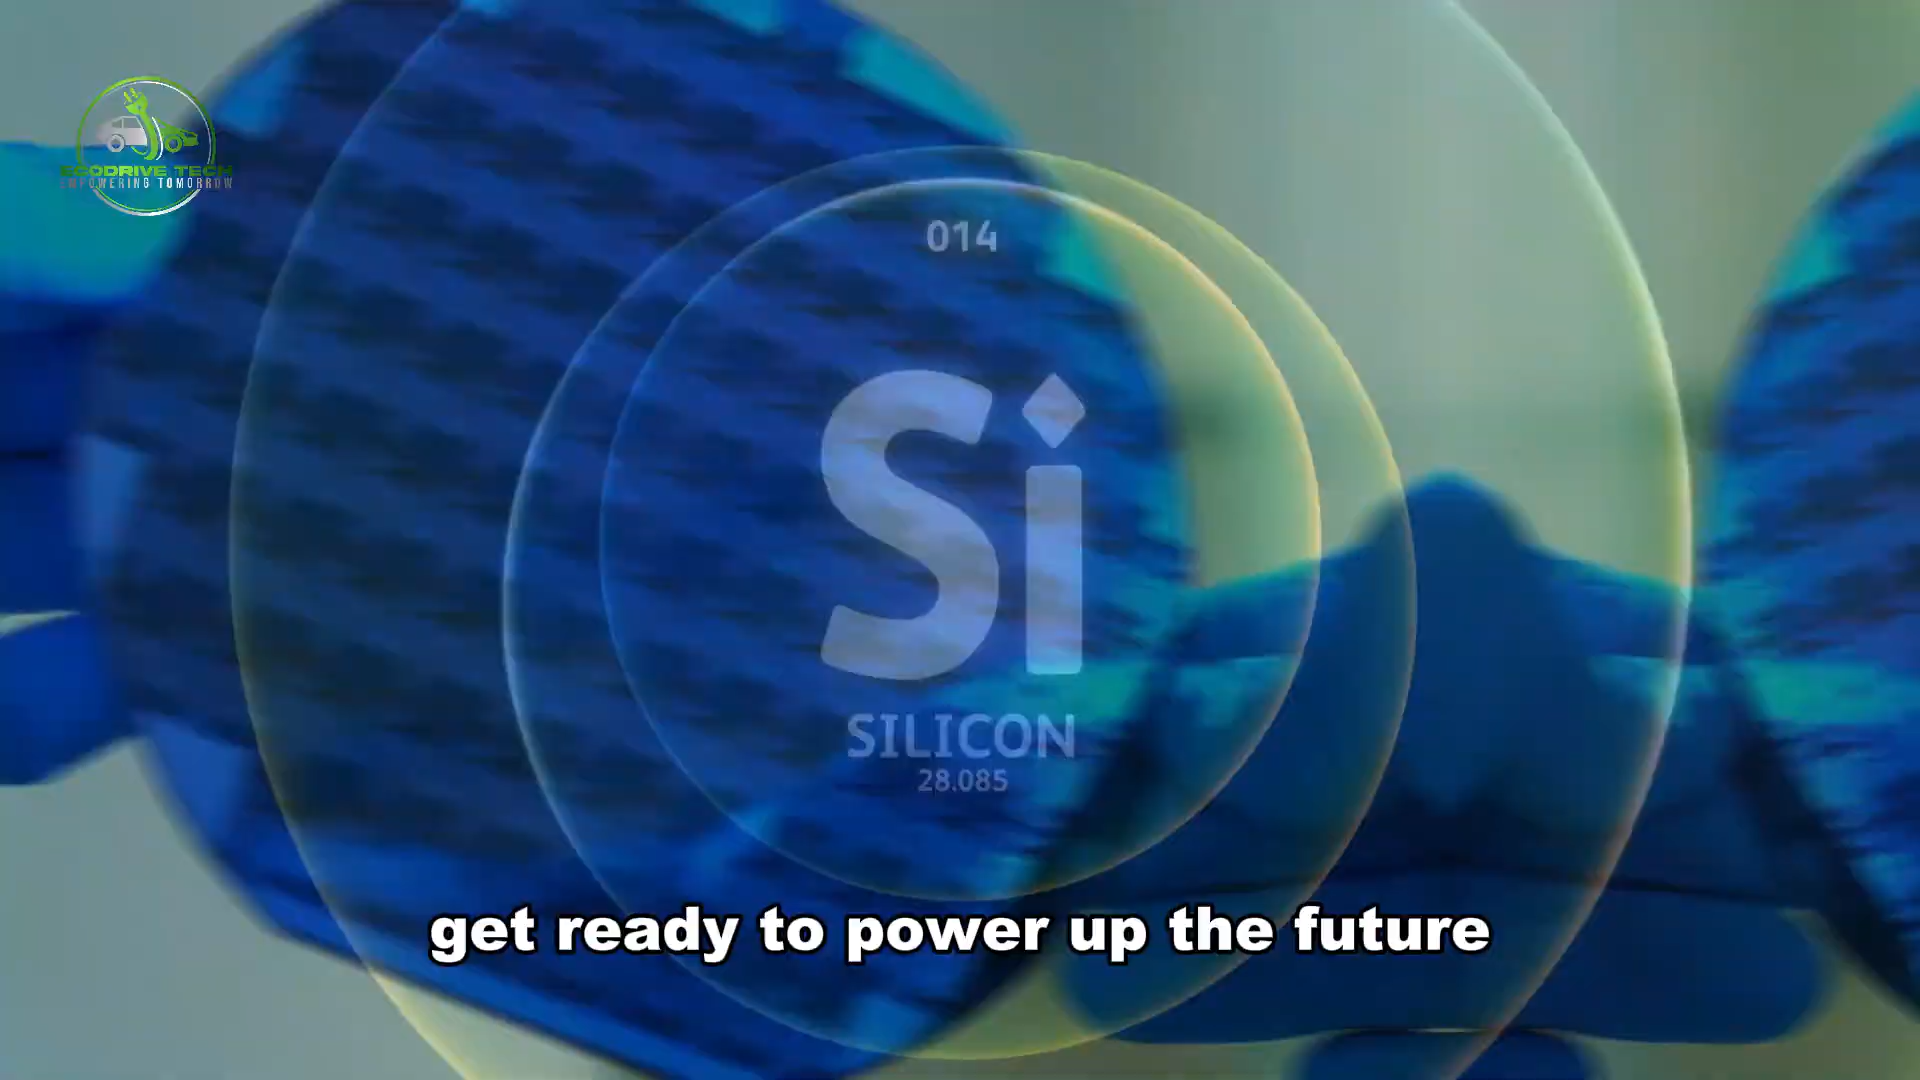 ECODRIVE TECH
EMPOWERING TOMORROW
014
Si
SILICON
28.085
get ready to power up the future